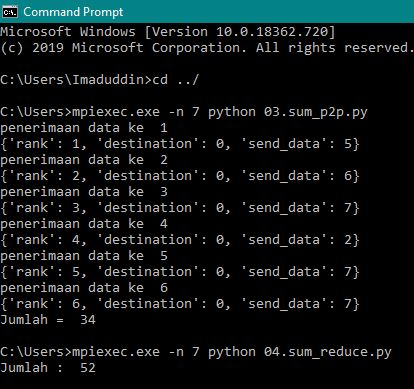 Command Prompt
Microsoft Windows [Version 10.0.18362.720]
(c) 2019 Microsoft Corporation. All rights reserved.
C:\Users\Imaduddin>cd ../
C:\Users>mpiexec.exe -n 7 python 03.sum_p2p.py
penerimaan data ke  1
{'rank': 1, 'destination': 0, 'send_data': 5}
penerimaan data ke  2
{'rank': 2, 'destination': 0, 'send_data': 6}
penerimaan data ke  3
{'rank': 3, 'destination': 0, 'send_data': 7}
penerimaan data ke  4
{'rank': 4, 'destination': 0, 'send_data': 2}
penerimaan data ke  5
{'rank': 5, 'destination': 0, 'send_data': 7}
penerimaan data ke  6
{'rank': 6, 'destination': 0, 'send_data': 7}
Jumlah =  34
C:\Users>mpiexec.exe -n 7 python 04.sum_reduce.py
Jumlah :  52